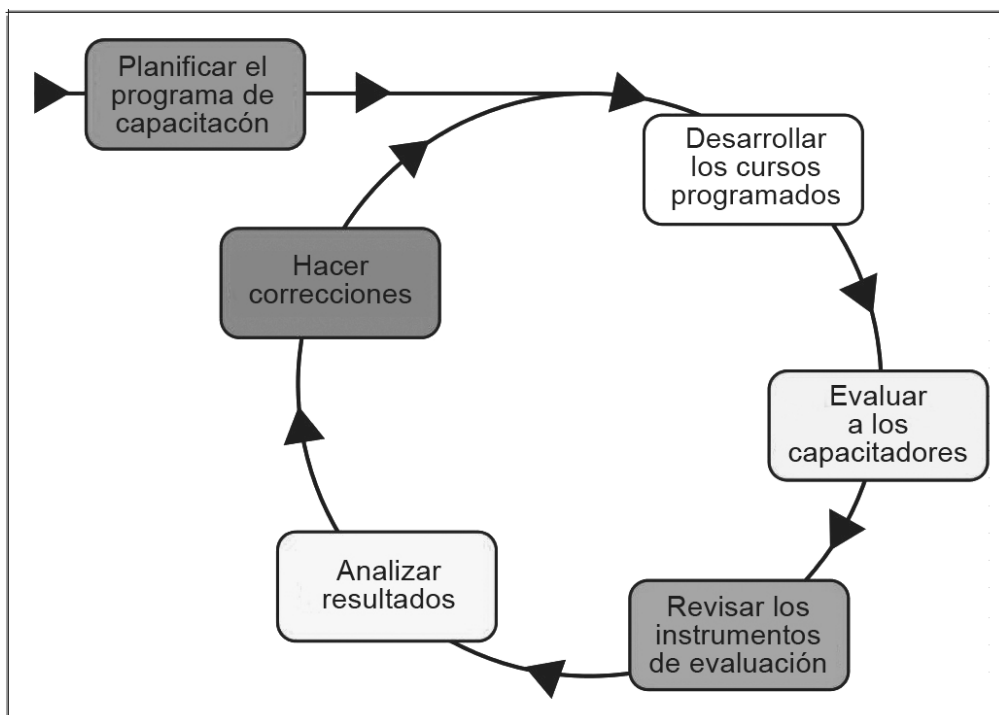 Planificar el
programa de
capacitacón
Desarrollar
los cursos
programados
Hacer
correcciones
Evaluar
a los
capacitadores
Analizar
resultados
Revisar los
instrumentos
de evaluación